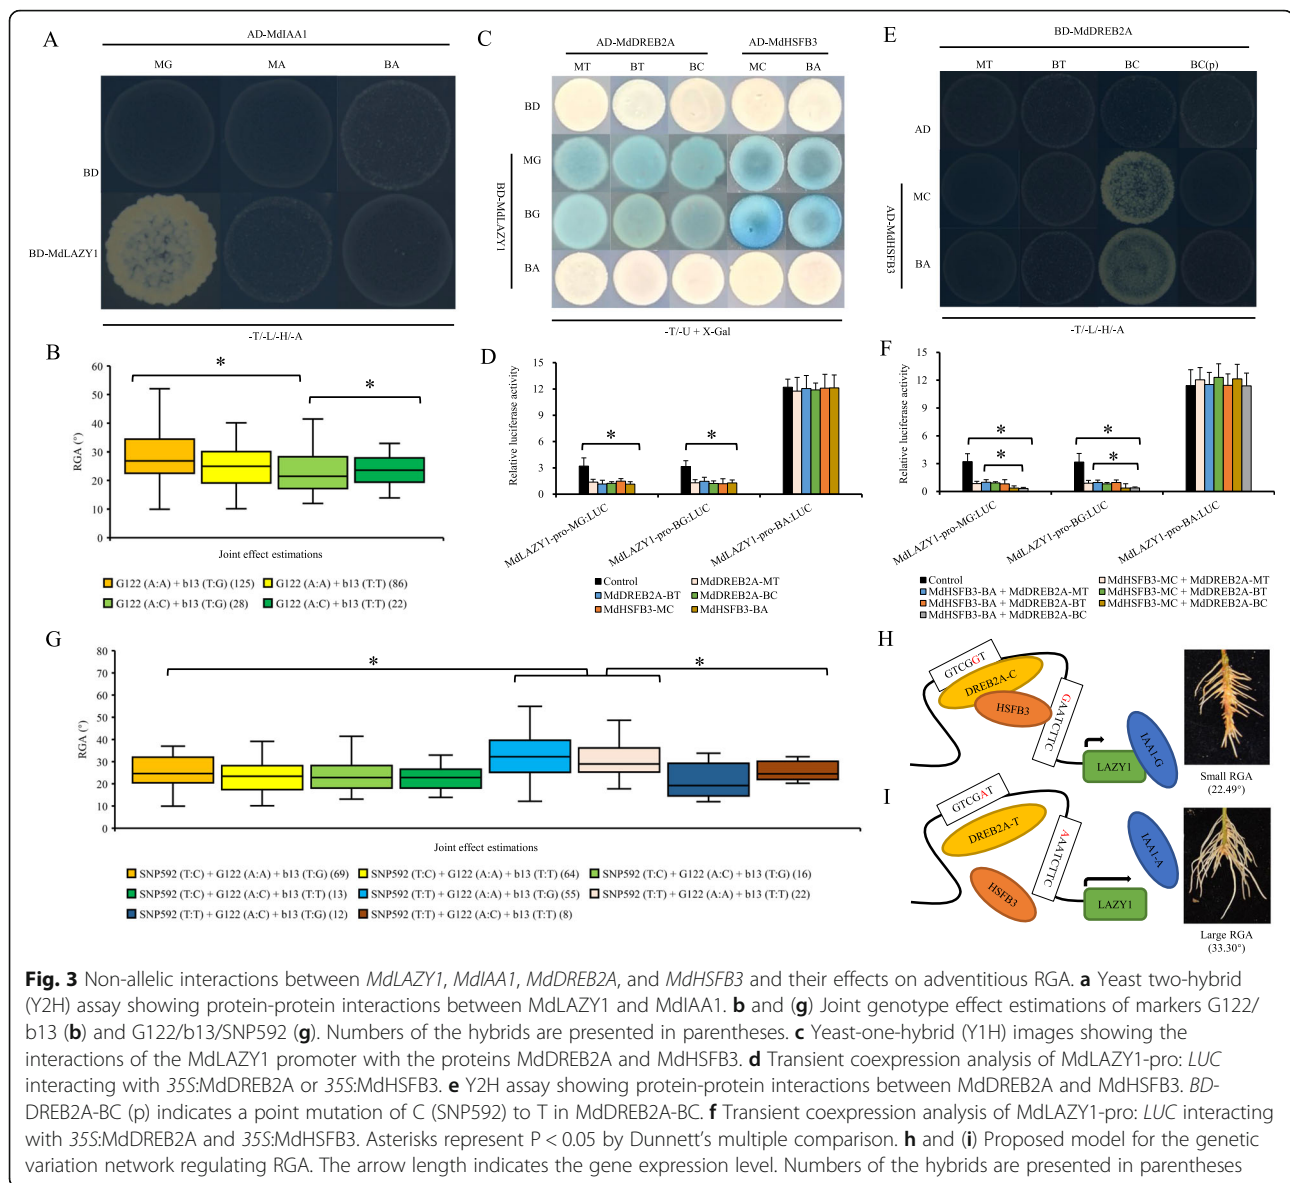 A
AD-MdIAA1
MG MA BA
BD
BD-MdLAZY1
-T/-L/-H/-A
C
AD-MdDREB2A AD-MdHSFB3
MT BT BC MC BA
BD
MG
BG
BA
BD-MdLAZY1
-T/-U + X-Gal
E
BD-MdDREB2A
MT BT BC BC(p)
AD
MC
BA
AD-MdHSFB3
-T/-L/-H/-A
B
RGA (°)
60
50
40
30
20
10
0
* *
Joint effect estimations
G122 (A:A) + b13 (T:G) (125) G122 (A:A) + b13 (T:T) (86)
G122 (A:C) + b13 (T:G) (28) G122 (A:C) + b13 (T:T) (22)
D
Relative luciferase activity
15
12
9
6
3
0
* *
MdLAZY1-pro-MG:LUC MdLAZY1-pro-BG:LUC MdLAZY1-pro-BA:LUC
Control MdDREB2A-MT
MdDREB2A-BT MdDREB2A-BC
MdHSFB3-MC MdHSFB3-BA
F
Relative luciferase activity
15
12
9
6
3
0
* *
* *
MdLAZY1-pro-MG:LUC MdLAZY1-pro-BG:LUC MdLAZY1-pro-BA:LUC
Control MdHSFB3-MC + MdDREB2A-MT
MdHSFB3-BA + MdDREB2A-MT MdHSFB3-MC + MdDREB2A-BT
MdHSFB3-BA + MdDREB2A-BT MdHSFB3-MC + MdDREB2A-BC
MdHSFB3-BA + MdDREB2A-BC
G
RGA (°)
80
70
60
50
40
30
20
10
0
* *
Joint effect estimations
SNP592 (T:C) + G122 (A:A) + b13 (T:G) (69) SNP592 (T:C) + G122 (A:A) + b13 (T:T) (64) SNP592 (T:C) + G122 (A:C) + b13 (T:G) (16)
SNP592 (T:C) + G122 (A:C) + b13 (T:T) (13) SNP592 (T:T) + G122 (A:A) + b13 (T:G) (55) SNP592 (T:T) + G122 (A:A) + b13 (T:T) (22)
SNP592 (T:T) + G122 (A:C) + b13 (T:G) (12) SNP592 (T:T) + G122 (A:C) + b13 (T:T) (8)
H
GTCGGT
DREB2A-C
HSFB3
GAATCTTC
LAZY1
IAA1-G
Small RGA
(22.49°)
I
GTCGAT
DREB2A-T
HSFB3
AAATCTTC
LAZY1
IAA1-A
Large RGA
(33.30°)
Fig. 3 Non-allelic interactions between MdLAZY1, MdIAA1, MdDREB2A, and MdHSFB3 and their effects on adventitious RGA. a Yeast two-hybrid
(Y2H) assay showing protein-protein interactions between MdLAZY1 and MdIAA1. b and (g) Joint genotype effect estimations of markers G122/
b13 (b) and G122/b13/SNP592 (g). Numbers of the hybrids are presented in parentheses. c Yeast-one-hybrid (Y1H) images showing the
interactions of the MdLAZY1 promoter with the proteins MdDREB2A and MdHSFB3. d Transient coexpression analysis of MdLAZY1-pro: LUC
interacting with 35S:MdDREB2A or 35S:MdHSFB3. e Y2H assay showing protein-protein interactions between MdDREB2A and MdHSFB3. BD-
DREB2A-BC (p) indicates a point mutation of C (SNP592) to T in MdDREB2A-BC. f Transient coexpression analysis of MdLAZY1-pro: LUC interacting
with 35S:MdDREB2A and 35S:MdHSFB3. Asterisks represent P < 0.05 by Dunnett's multiple comparison. h and (i) Proposed model for the genetic
variation network regulating RGA. The arrow length indicates the gene expression level. Numbers of the hybrids are presented in parentheses